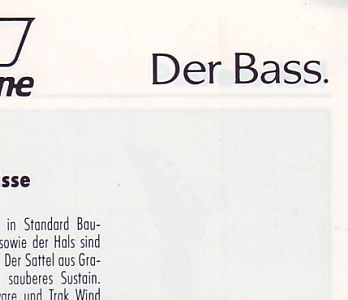 ne
Der Bass.
sse
in Standard Bau-
sowie der Hals sind
Der Sattel aus Gra-
sauberes Sustain.
are und Trak Wind